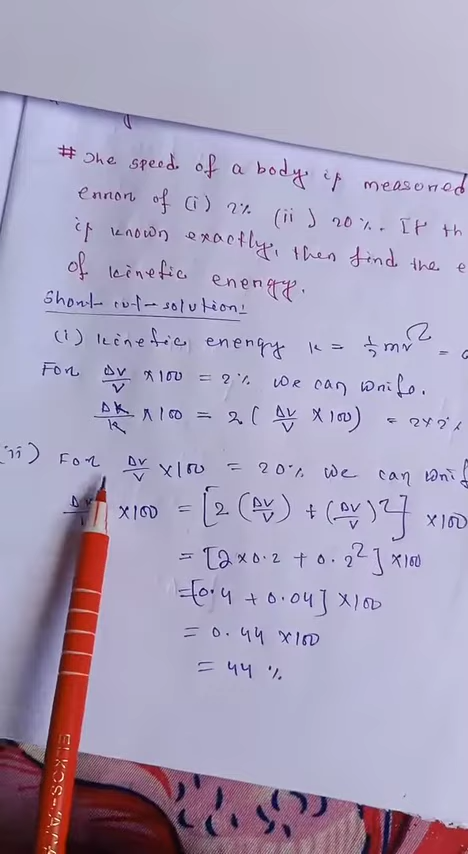 # The speed of a body is measured
error of (i) 2% (ii) 20%. If th
is known exactly, then find the e
of kinetic energy.
Short-cut-solution:
(i) kinetic energy k = ½mv² =
For Δv/v ×100 = 2% we can write.
Δk/k ×100 = 2(Δv/v ×100) = 2×2%
(ii) For Δv/v ×100 = 20% we can writ
×100 = [2(Δv/v) + (Δv/v)²] ×100
= [2×0.2 + 0.2²] ×100
=[0.4 + 0.04] ×100
= 0.44 ×100
= 44 %
ELKOS